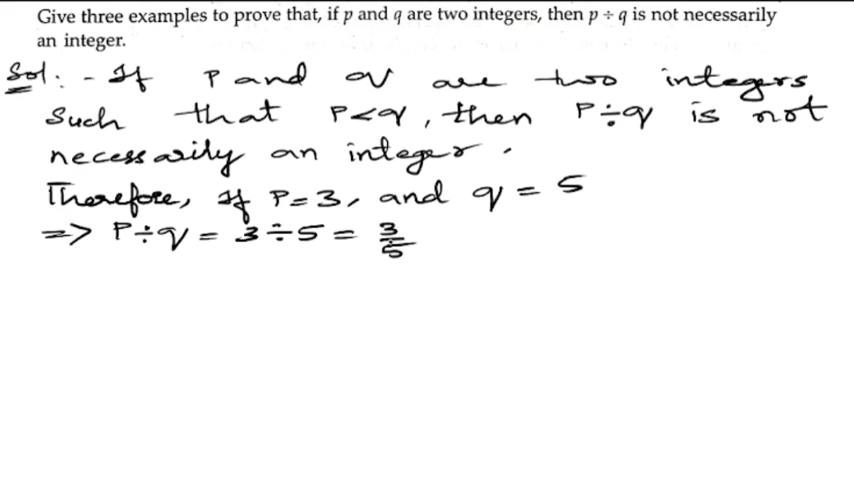 Give three examples to prove that, if p and q are two integers, then p ÷ q is not necessarily
an integer.
Sol: - If P and q are two integers
Such that P<q, then P÷q is not
necessarily an integer.
Therefore, If P=3, and q = 5
=> P÷q = 3÷5 = 3/5